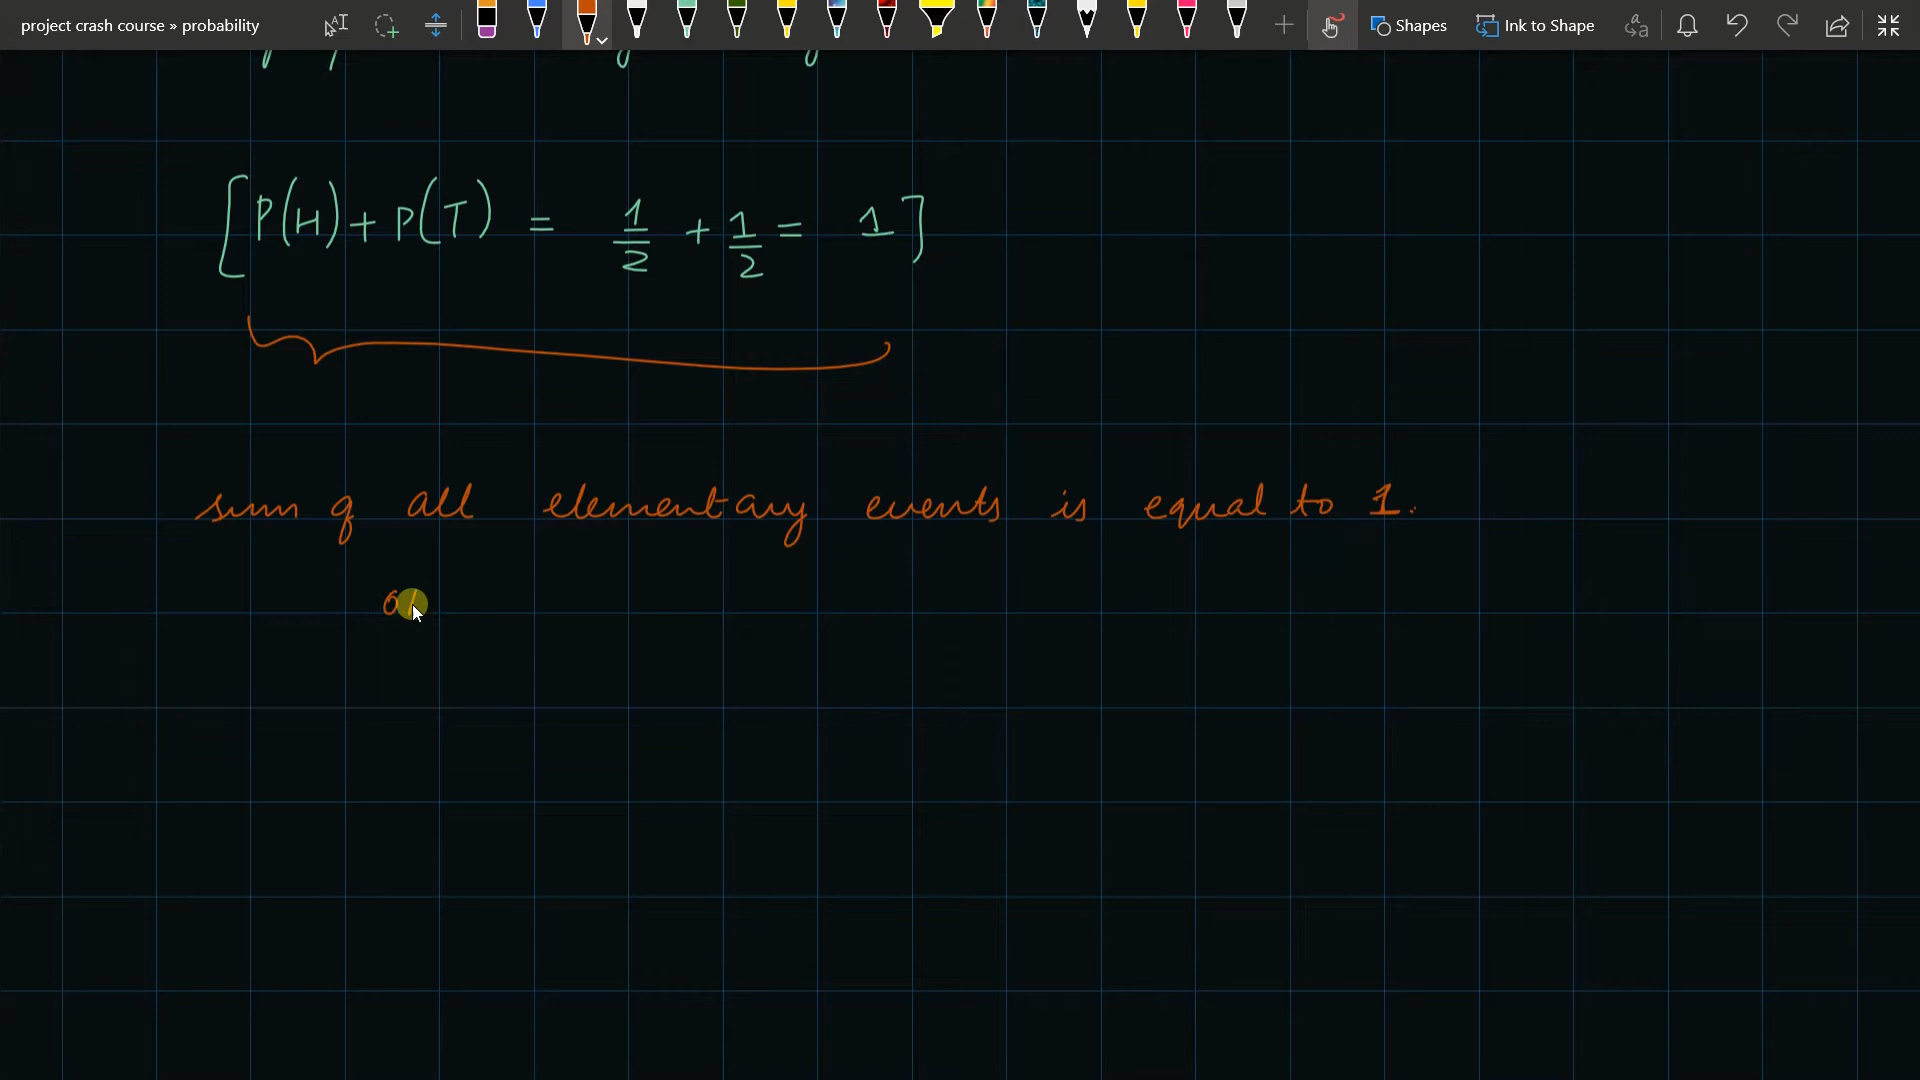 project crash course » probability Shapes Ink to Shape
[P(H)+P(T) = 1/2 + 1/2 = 1]
sum of all elementary events is equal to 1.